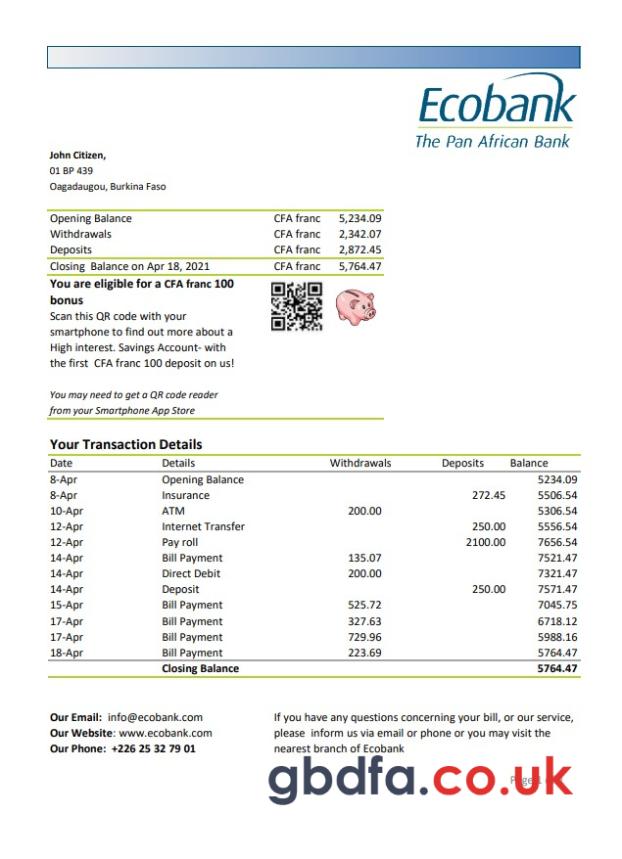 Ecobank
The Pan African Bank
John Citizen,
01 BP 439
Oagadaugou, Burkina Faso
Opening Balance CFA franc 5,234.09
Withdrawals CFA franc 2,342.07
Deposits CFA franc 2,872.45
Closing Balance on Apr 18, 2021 CFA franc 5,764.47
You are eligible for a CFA franc 100
bonus
Scan this QR code with your
smartphone to find out more about a
High interest. Savings Account- with
the first CFA franc 100 deposit on us!
You may need to get a QR code reader
from your Smartphone App Store
Your Transaction Details
Date Details Withdrawals Deposits Balance
8-Apr Opening Balance 5234.09
8-Apr Insurance 272.45 5506.54
10-Apr ATM 200.00 5306.54
12-Apr Internet Transfer 250.00 5556.54
12-Apr Pay roll 2100.00 7656.54
14-Apr Bill Payment 135.07 7521.47
14-Apr Direct Debit 200.00 7321.47
14-Apr Deposit 250.00 7571.47
15-Apr Bill Payment 525.72 7045.75
17-Apr Bill Payment 327.63 6718.12
17-Apr Bill Payment 729.96 5988.16
18-Apr Bill Payment 223.69 5764.47
Closing Balance 5764.47
Our Email: info@ecobank.com
Our Website: www.ecobank.com
Our Phone: +226 25 32 79 01
If you have any questions concerning your bill, or our service,
please inform us via email or phone or you may visit the
nearest branch of Ecobank
gbdfa.co.uk